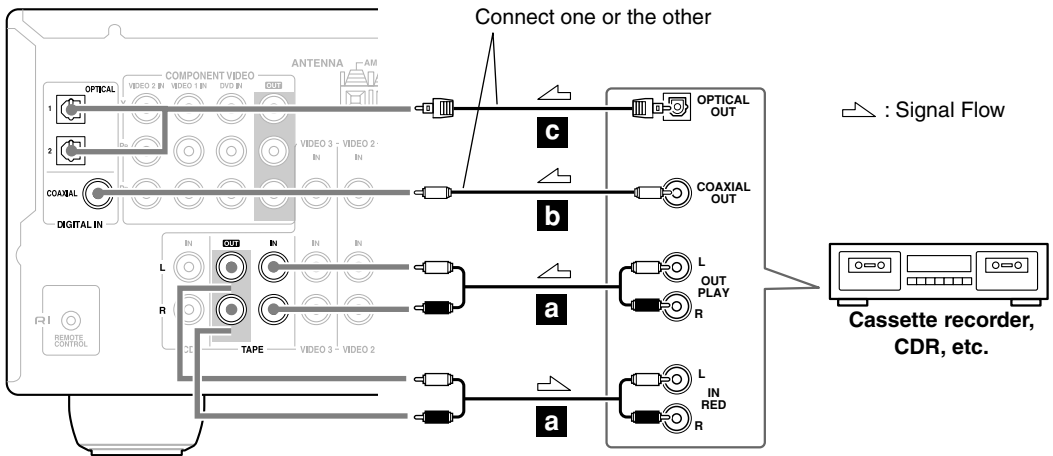 Connect one or the other
ANTENNA
AM
COMPONENT VIDEO
VIDEO 2 IN VIDEO 1 IN DVD IN OUT
OPTICAL
1
Y
2
COAXIAL
DIGITAL IN
VIDEO 3 VIDEO 2
IN IN
OPTICAL
OUT
: Signal Flow
c
COAXIAL
OUT
b
IN OUT IN IN IN
L
R
L
OUT
PLAY
R
a
RI
REMOTE
CONTROL
CD TAPE VIDEO 3 VIDEO 2
L
IN
RED
R
a
Cassette recorder,
CDR, etc.